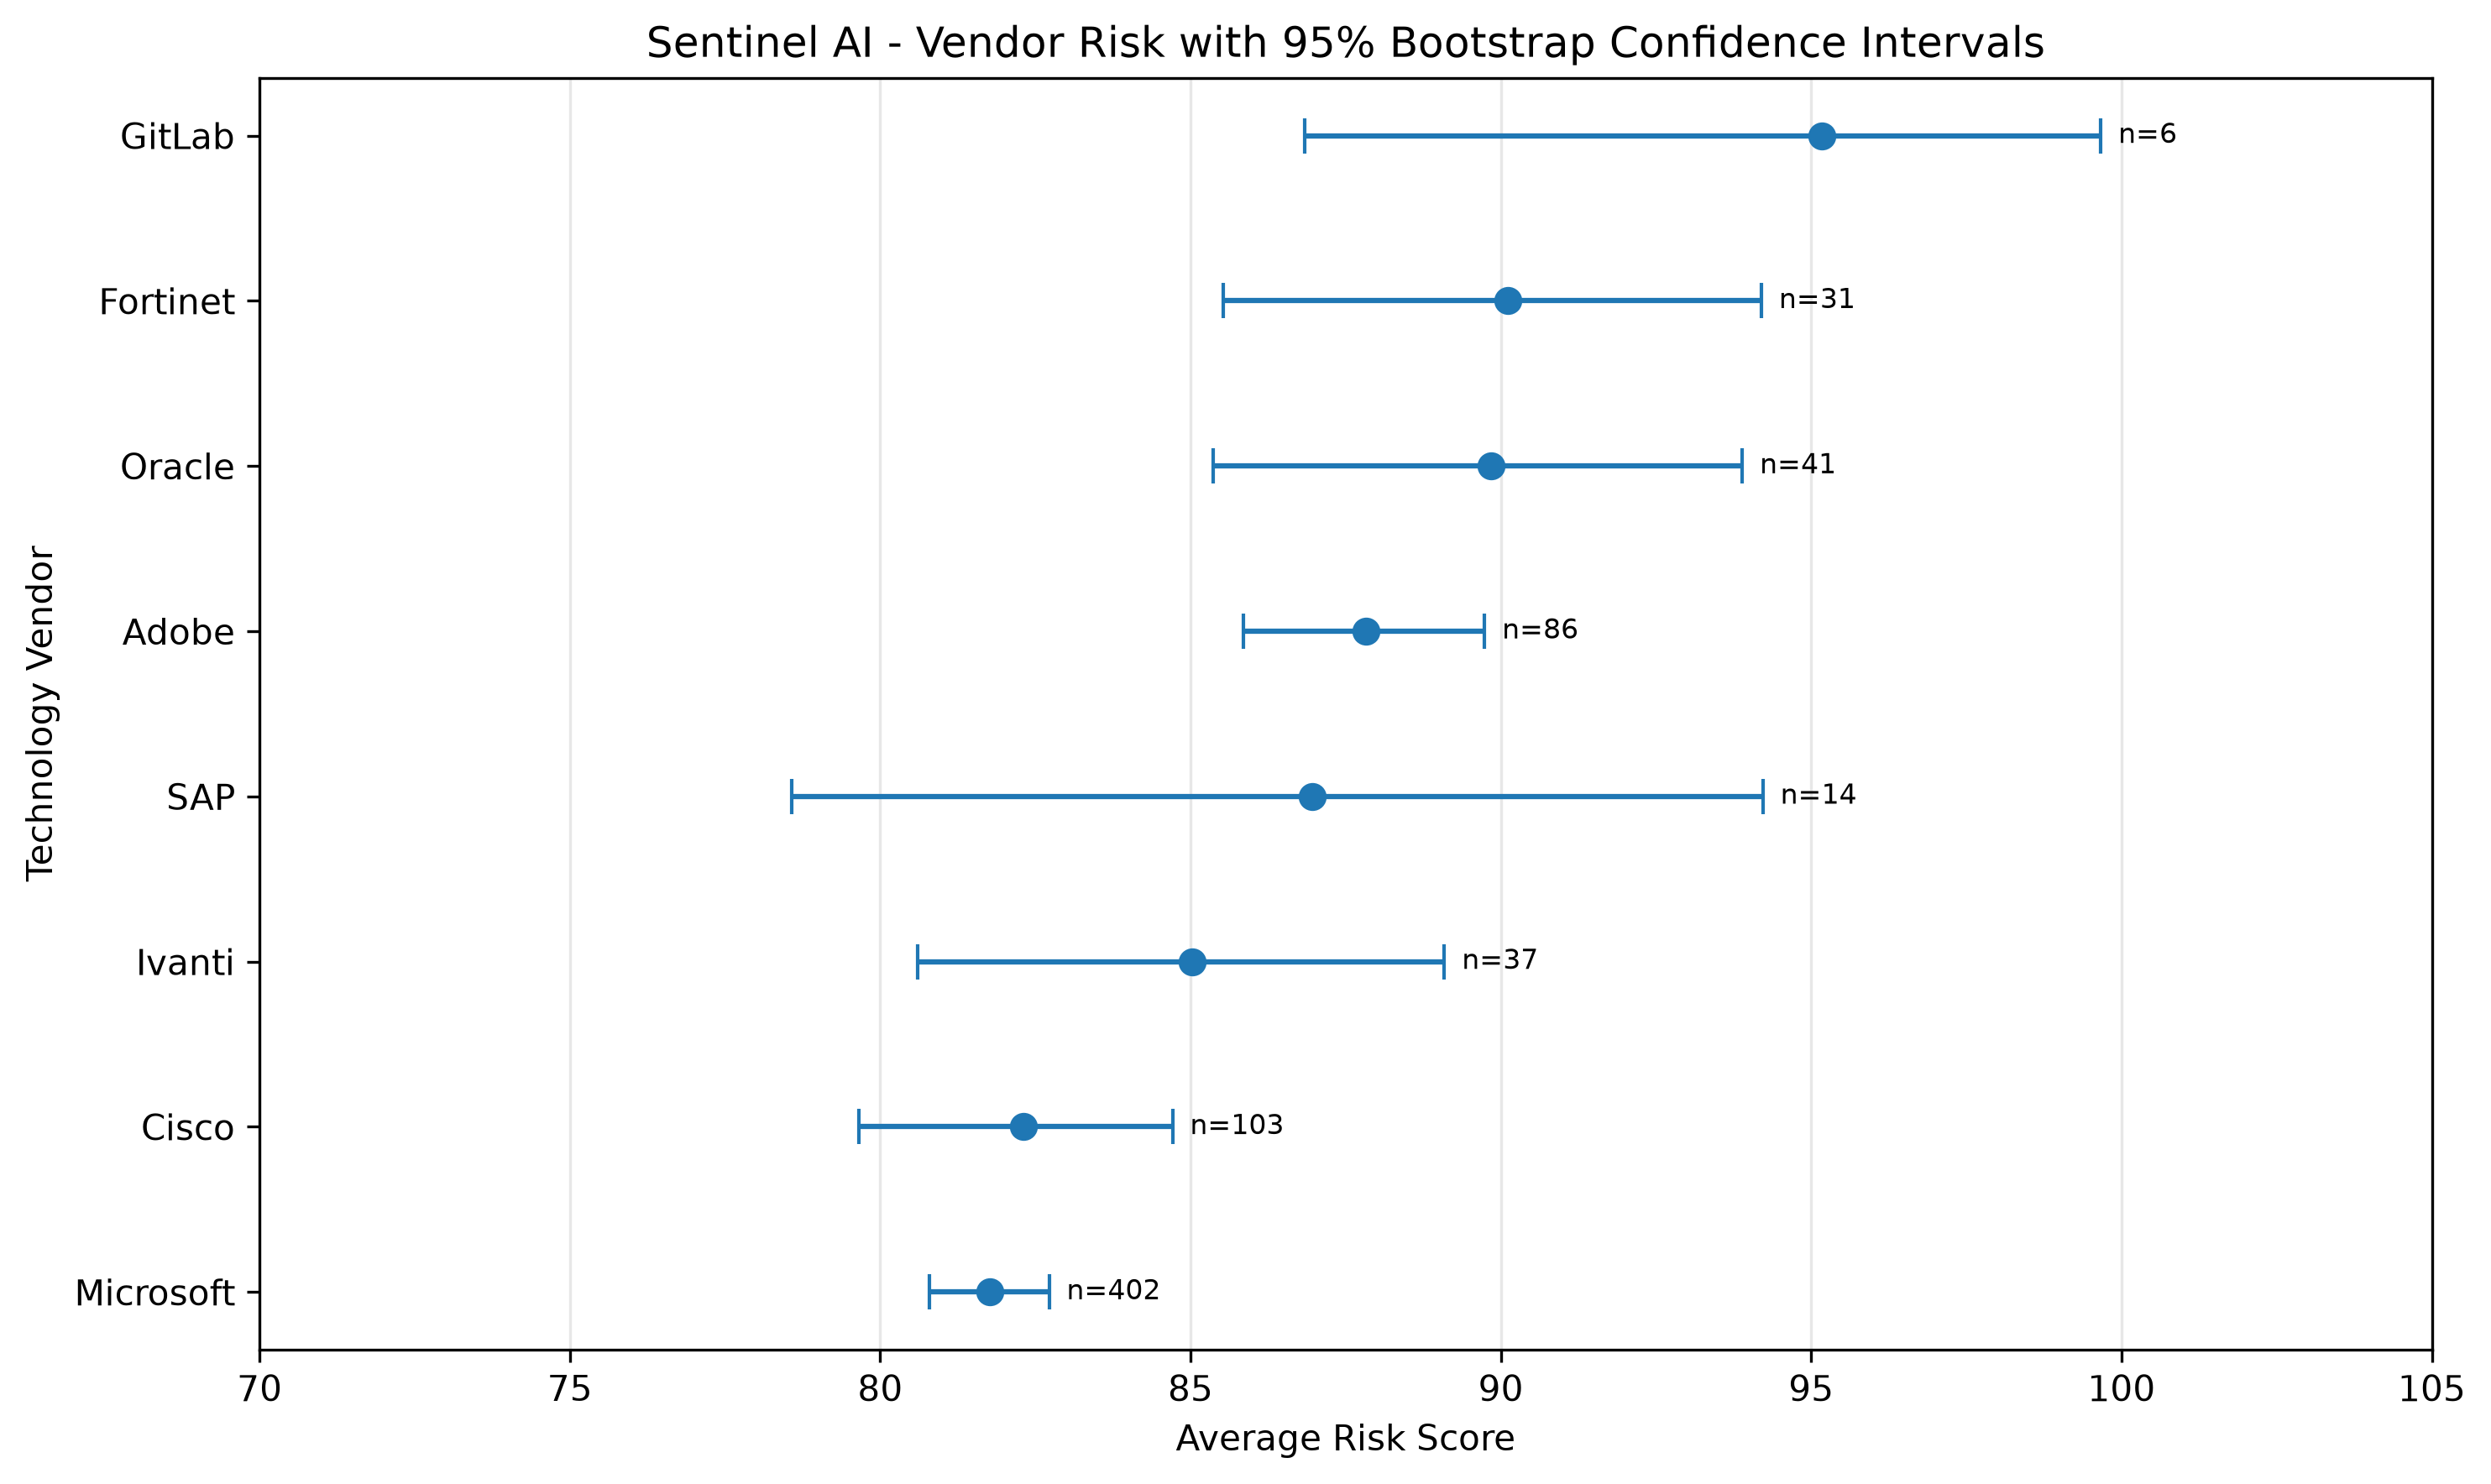 Sentinel AI - Vendor Risk with 95% Bootstrap Confidence Intervals
Technology Vendor
GitLab
n=6
Fortinet
n=31
Oracle
n=41
Adobe
n=86
SAP
n=14
Ivanti
n=37
Cisco
n=103
Microsoft
n=402
70 75 80 85 90 95 100 105
Average Risk Score